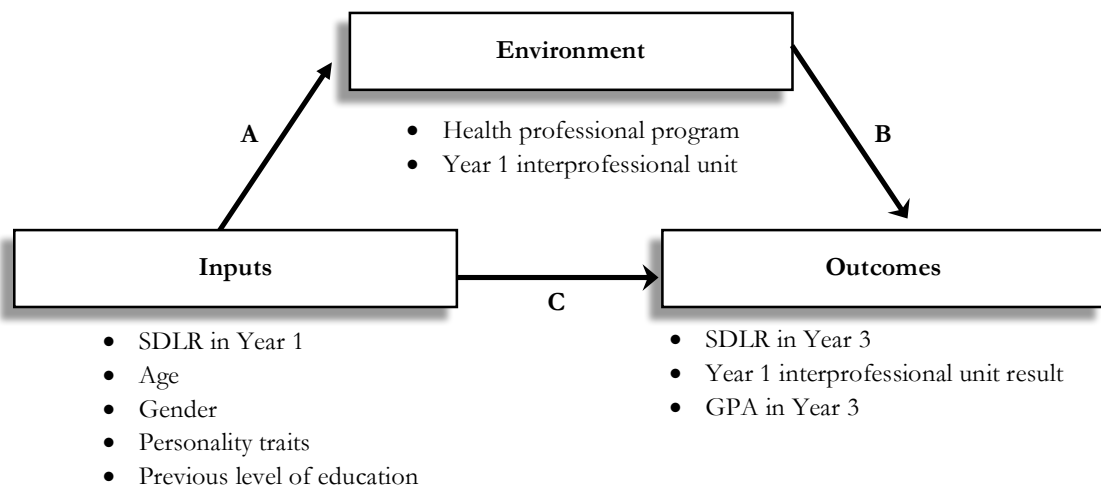 Environment
A
B
• Health professional program
• Year 1 interprofessional unit
Inputs
Outcomes
C
• SDLR in Year 1
• Age
• Gender
• Personality traits
• Previous level of education
• SDLR in Year 3
• Year 1 interprofessional unit result
• GPA in Year 3